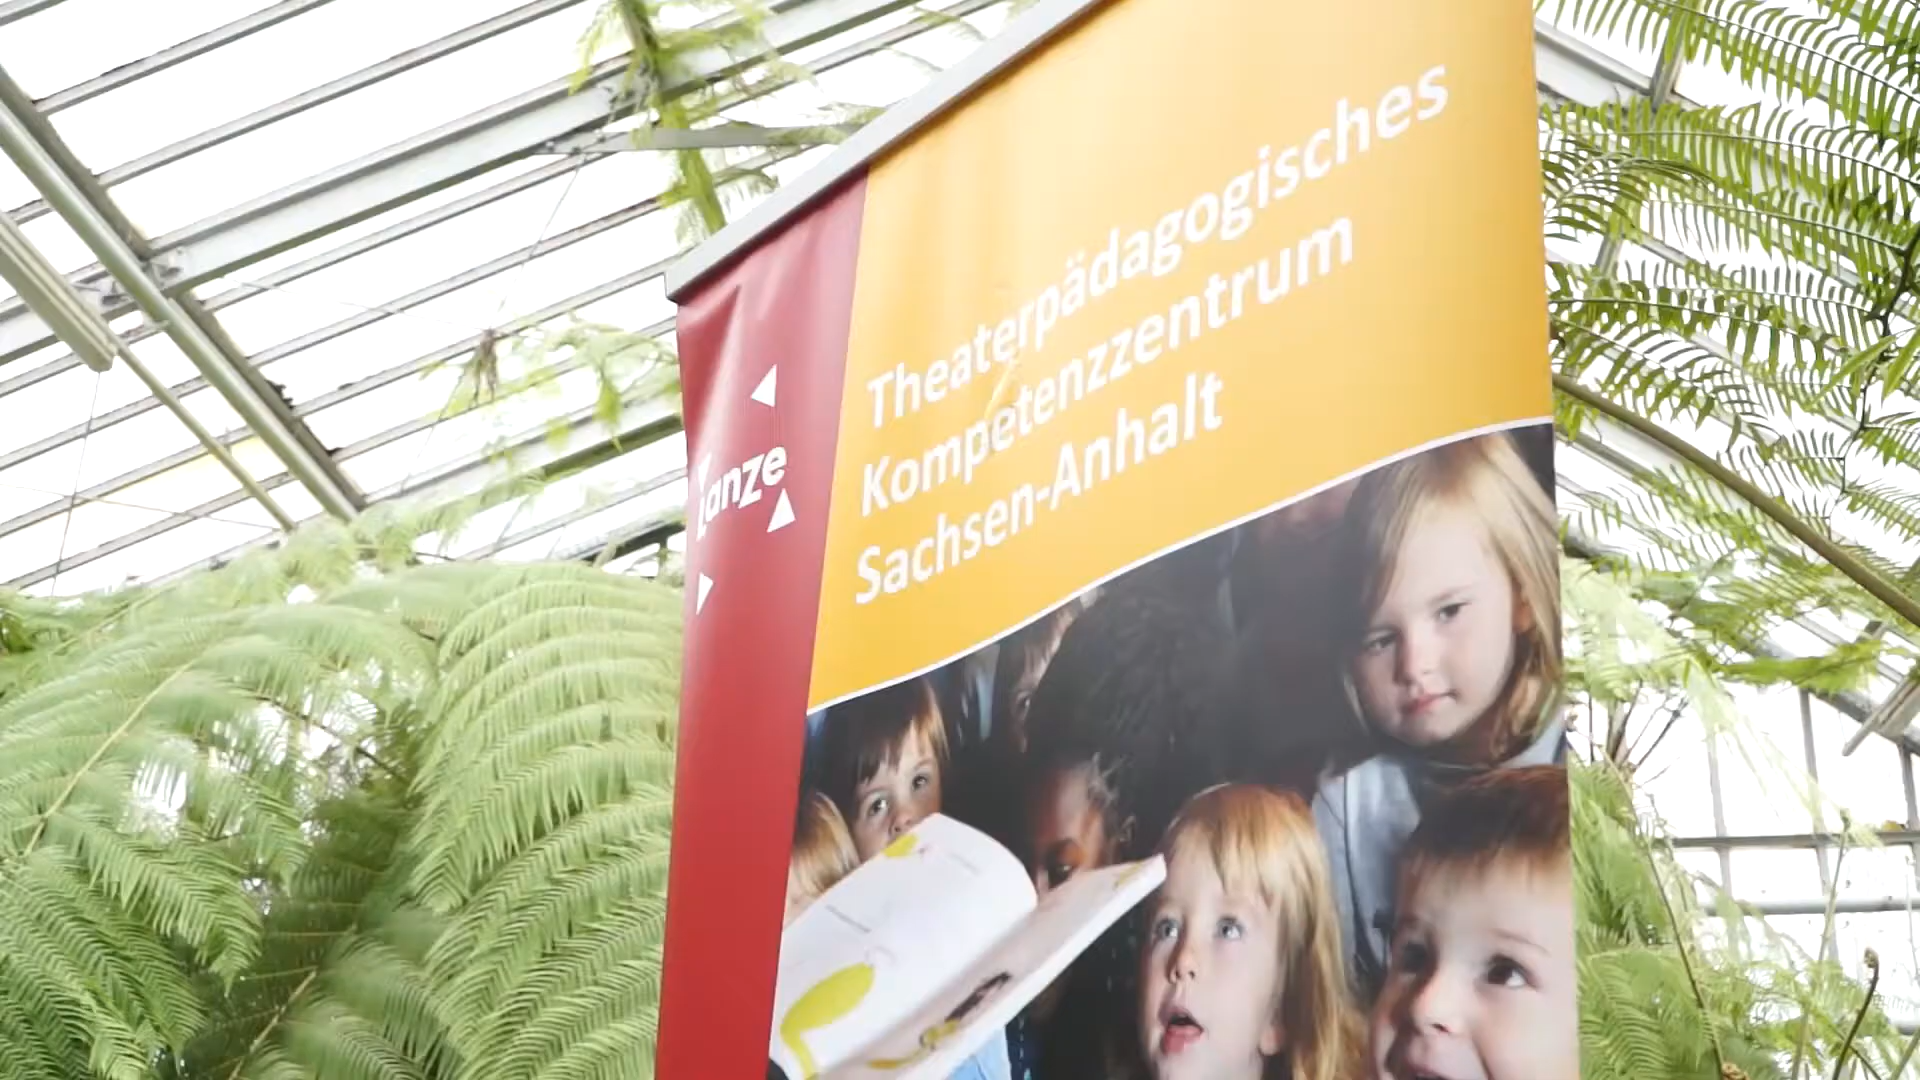 Theaterpädagogisches
Kompetenzzentrum
Sachsen-Anhalt
Lanze